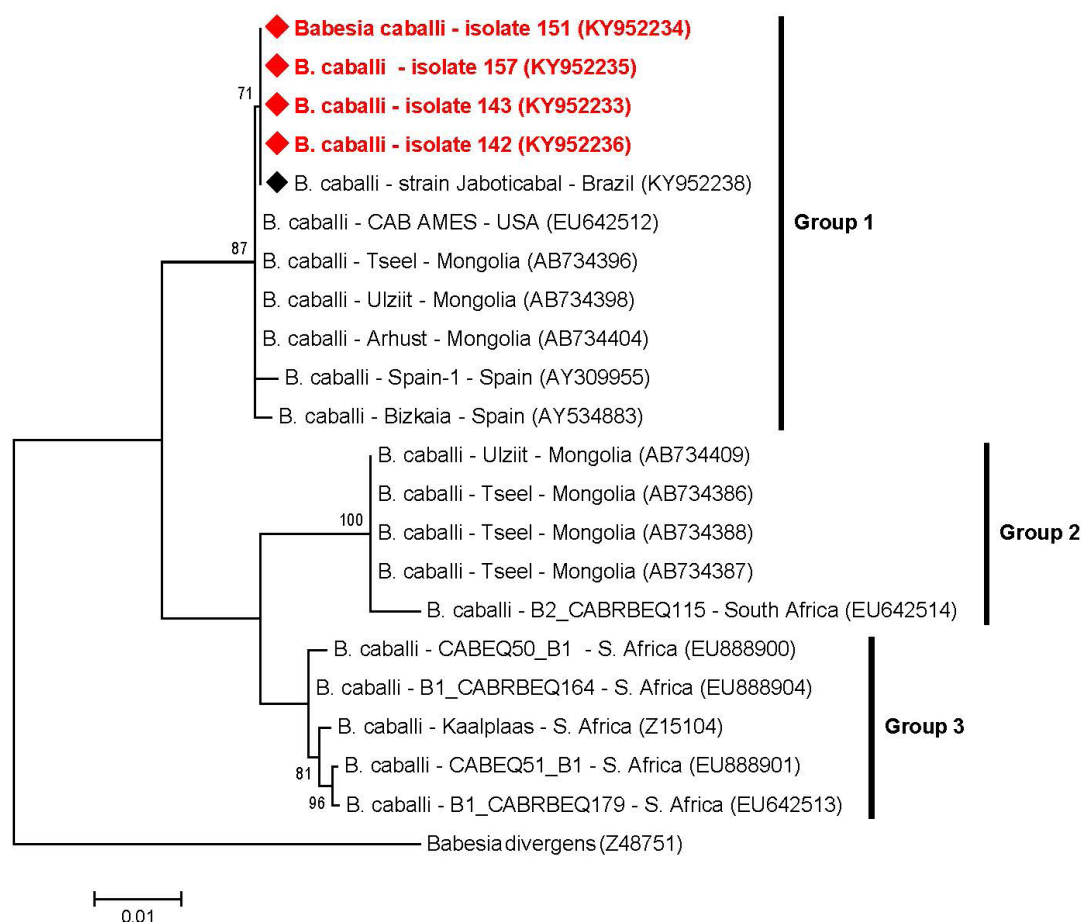 Babesia caballi - isolate 151 (KY952234)
B. caballi - isolate 157 (KY952235)
71
B. caballi - isolate 143 (KY952233)
B. caballi - isolate 142 (KY952236)
B. caballi - strain Jaboticabal - Brazil (KY952238)
B. caballi - CAB AMES - USA (EU642512)
Group 1
87
B. caballi - Tseel - Mongolia (AB734396)
B. caballi - Ulziit - Mongolia (AB734398)
B. caballi - Arhust - Mongolia (AB734404)
B. caballi - Spain-1 - Spain (AY309955)
B. caballi - Bizkaia - Spain (AY534883)
B. caballi - Ulziit - Mongolia (AB734409)
B. caballi - Tseel - Mongolia (AB734386)
100
B. caballi - Tseel - Mongolia (AB734388)
Group 2
B. caballi - Tseel - Mongolia (AB734387)
B. caballi - B2_CABRBEQ115 - South Africa (EU642514)
B. caballi - CABEQ50_B1 - S. Africa (EU888900)
B. caballi - B1_CABRBEQ164 - S. Africa (EU888904)
B. caballi - Kaalplaas - S. Africa (Z15104)
Group 3
81
B. caballi - CABEQ51_B1 - S. Africa (EU888901)
96
B. caballi - B1_CABRBEQ179 - S. Africa (EU642513)
Babesia divergens (Z48751)
0.01